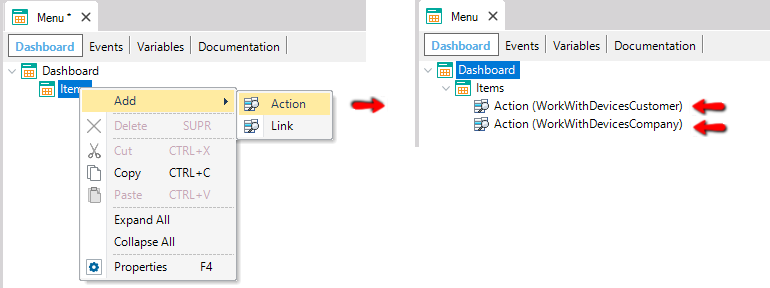 Menu *
Dashboard Events Variables Documentation
Dashboard
Items
Add
Delete SUPR
Cut CTRL+X
Copy CTRL+C
Paste CTRL+V
Expand All
Collapse All
Properties F4
Action
Link
Menu
Dashboard Events Variables Documentation
Dashboard
Items
Action (WorkWithDevicesCustomer)
Action (WorkWithDevicesCompany)